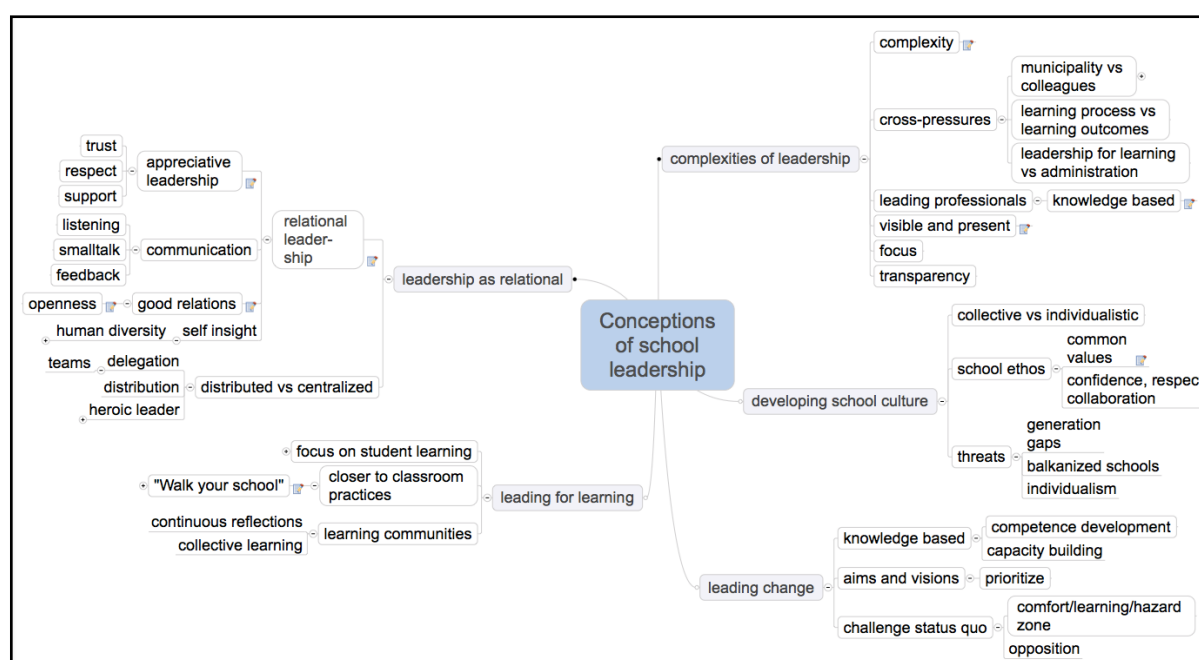 Conceptions
of school
leadership
complexities of leadership
complexity
cross-pressures
municipality vs
colleagues
learning process vs
learning outcomes
leadership for learning
vs administration
leading professionals
knowledge based
visible and present
focus
transparency
developing school culture
collective vs individualistic
school ethos
common
values
confidence, respec
collaboration
threats
generation
gaps
balkanized schools
individualism
leading change
knowledge based
competence development
capacity building
aims and visions
prioritize
challenge status quo
comfort/learning/hazard
zone
opposition
leadership as relational
relational
leader-
ship
appreciative
leadership
trust
respect
support
communication
listening
smalltalk
feedback
good relations
openness
self insight
human diversity
distributed vs centralized
delegation
teams
distribution
heroic leader
leading for learning
focus on student learning
closer to classroom
practices
"Walk your school"
learning communities
continuous reflections
collective learning